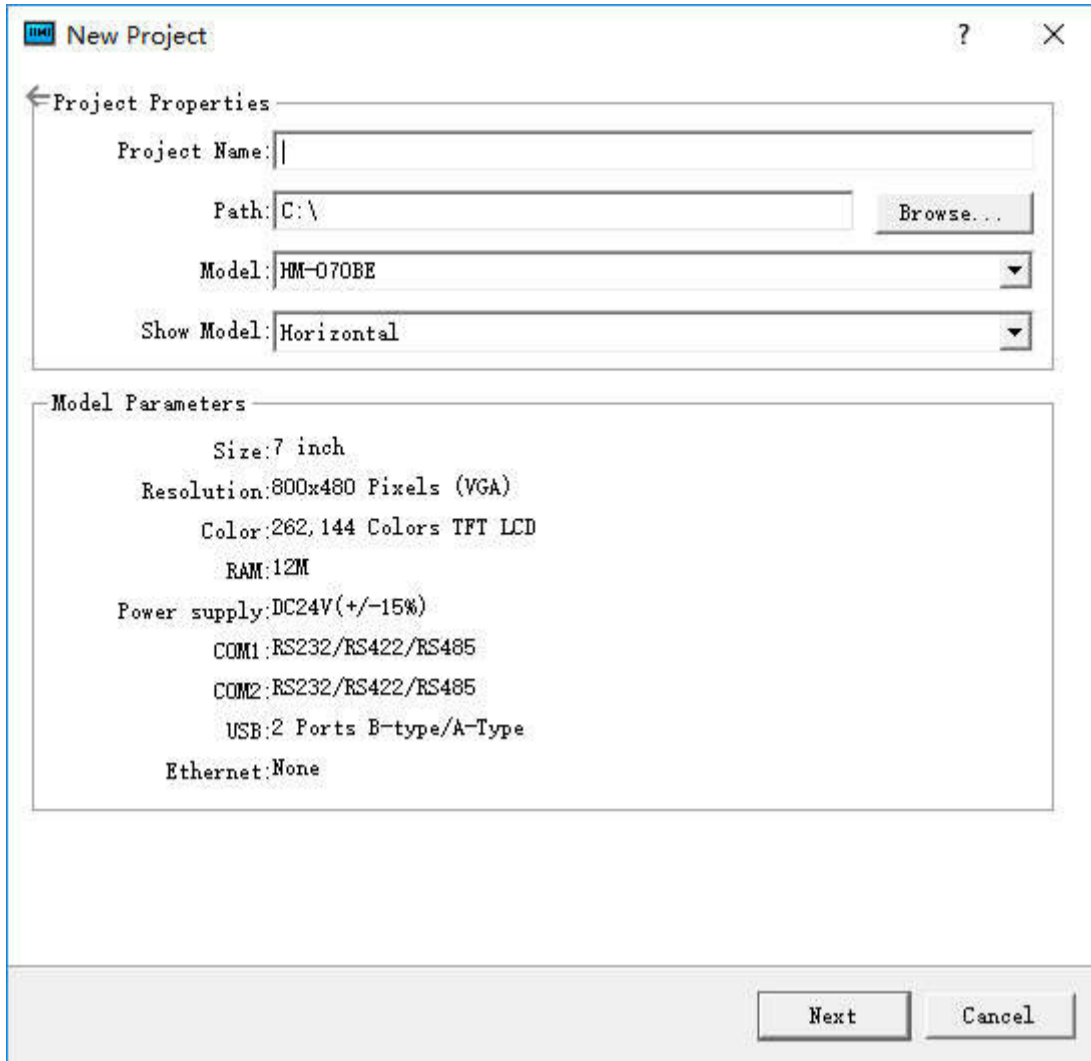 HMI New Project ? ×
Project Properties
Project Name:
Path: C:\ Browse...
Model: HM-070BE
Show Model: Horizontal
Model Parameters
Size: 7 inch
Resolution: 800x480 Pixels (VGA)
Color: 262,144 Colors TFT LCD
RAM: 12M
Power supply: DC24V(+/-15%)
COM1: RS232/RS422/RS485
COM2: RS232/RS422/RS485
USB: 2 Ports B-type/A-Type
Ethernet: None
Next Cancel